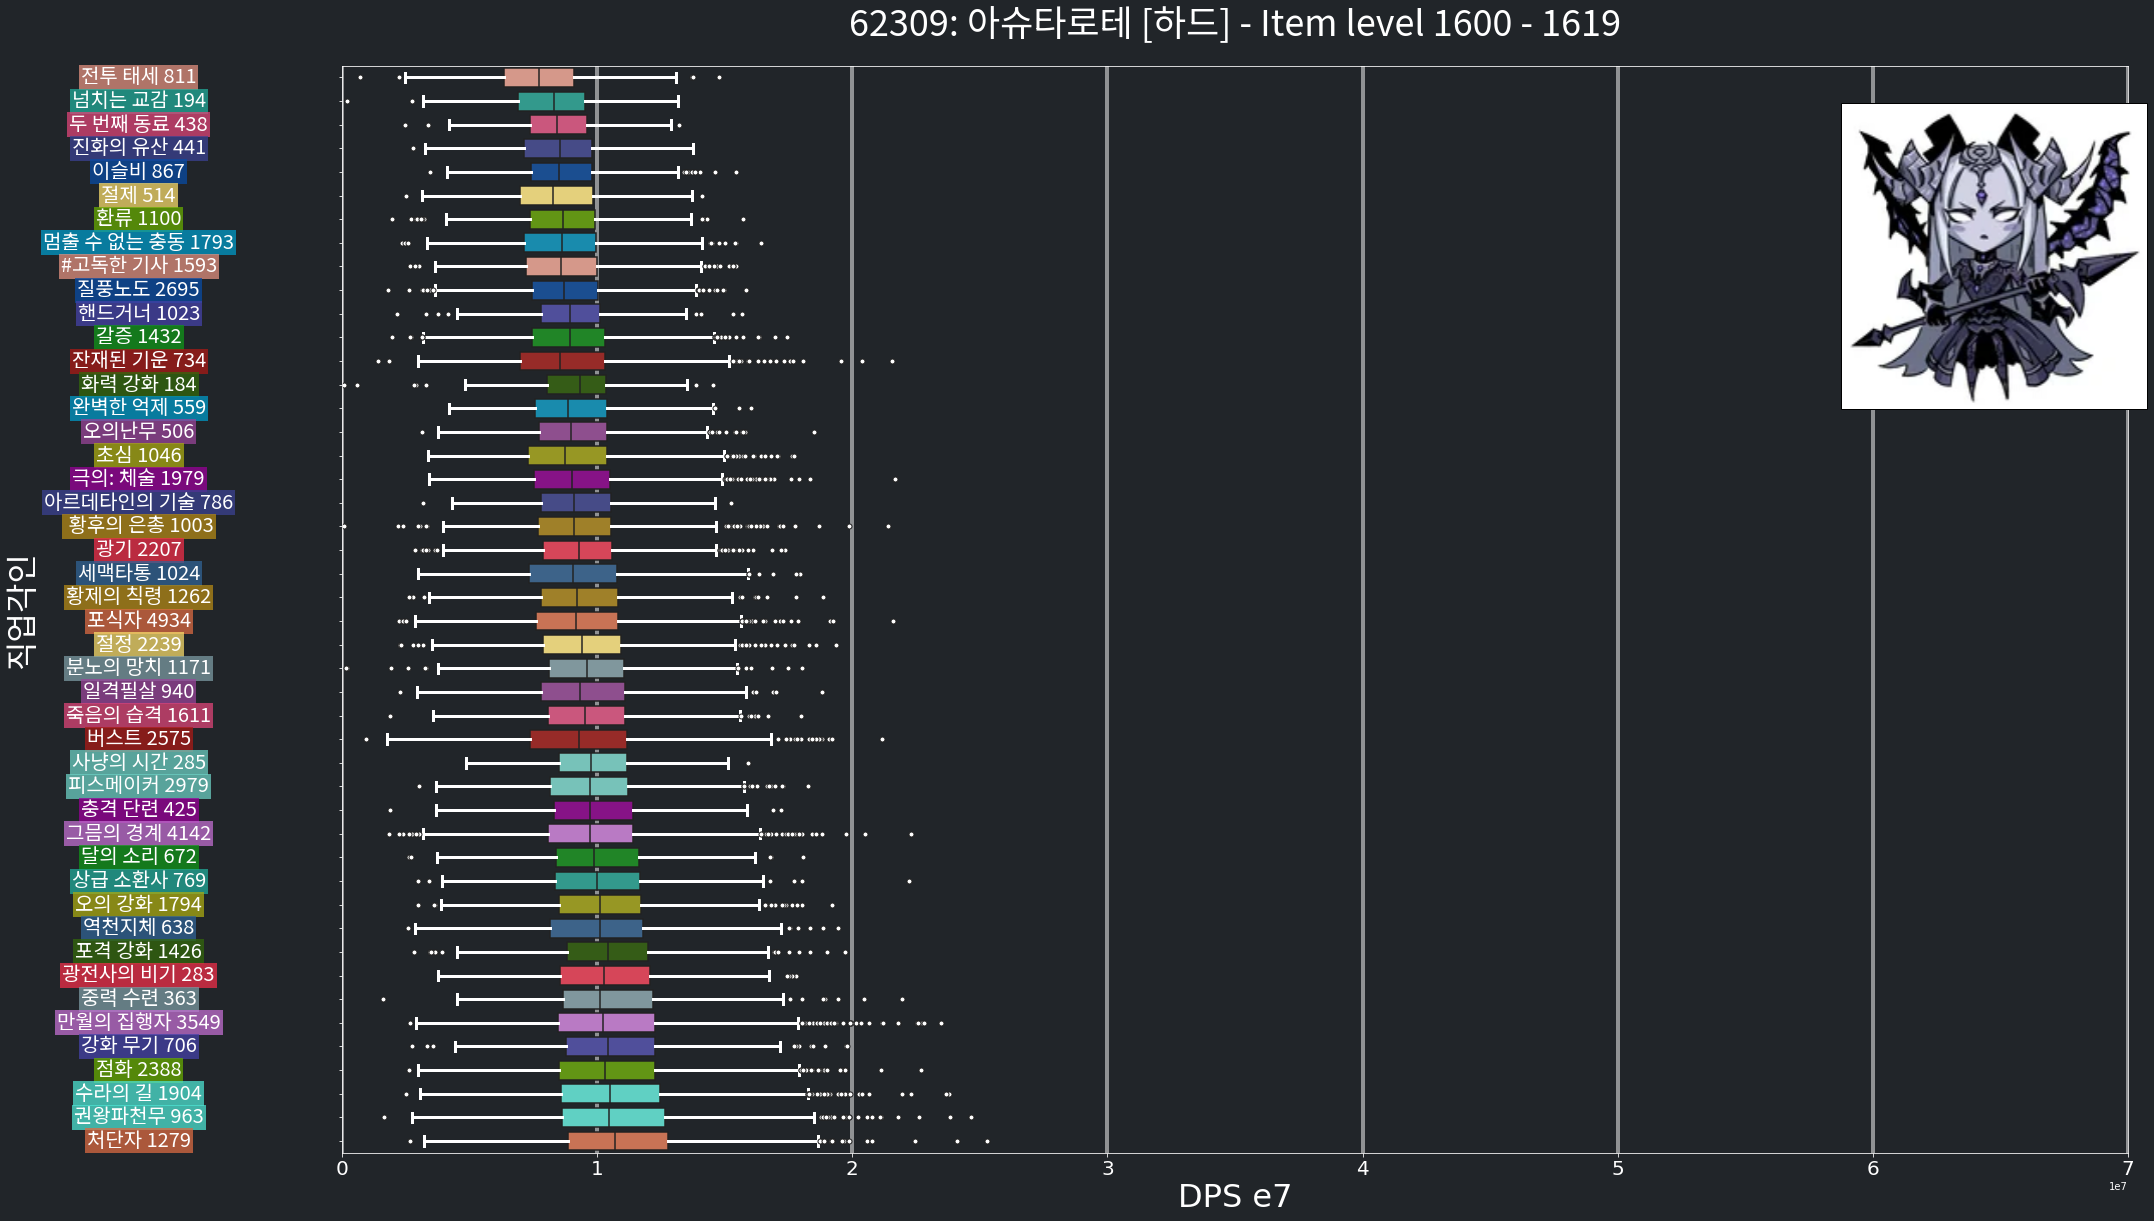 62309: 아슈타로테 [하드] - Item level 1600 - 1619
전투 태세 811
넘치는 교감 194
두 번째 동료 438
진화의 유산 441
이슬비 867
절제 514
환류 1100
멈출 수 없는 충동 1793
#고독한 기사 1593
질풍노도 2695
핸드거너 1023
갈증 1432
잔재된 기운 734
화력 강화 184
완벽한 억제 559
오의난무 506
초심 1046
극의: 체술 1979
아르데타인의 기술 786
황후의 은총 1003
광기 2207
세맥타통 1024
황제의 칙령 1262
포식자 4934
절정 2239
분노의 망치 1171
일격필살 940
죽음의 습격 1611
버스트 2575
사냥의 시간 285
피스메이커 2979
충격 단련 425
그믐의 경계 4142
달의 소리 672
상급 소환사 769
오의 강화 1794
역천지체 638
포격 강화 1426
광전사의 비기 283
중력 수련 363
만월의 집행자 3549
강화 무기 706
점화 2388
수라의 길 1904
권왕파천무 963
처단자 1279
직업각인
0 1 2 3 4 5 6 7
1e7
DPS e7